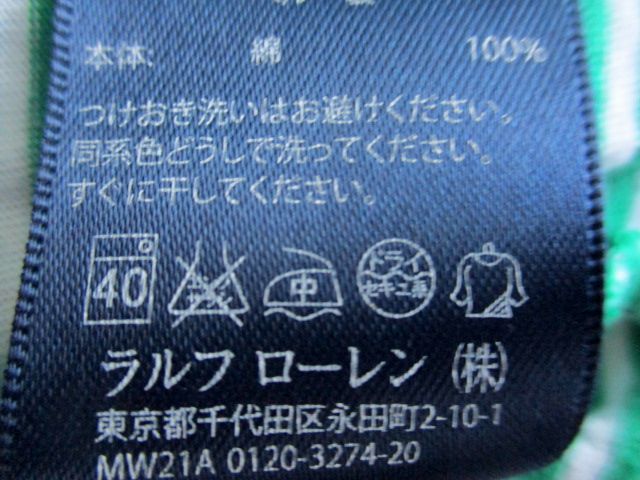 本体: 綿 100%
つけおき洗いはお避けください。
同系色どうしで洗ってください。
すぐに干してください。
40 中 ドライ セキユ系
ラルフ ローレン (株)
東京都千代田区永田町2-10-1
MW21A 0120-3274-20